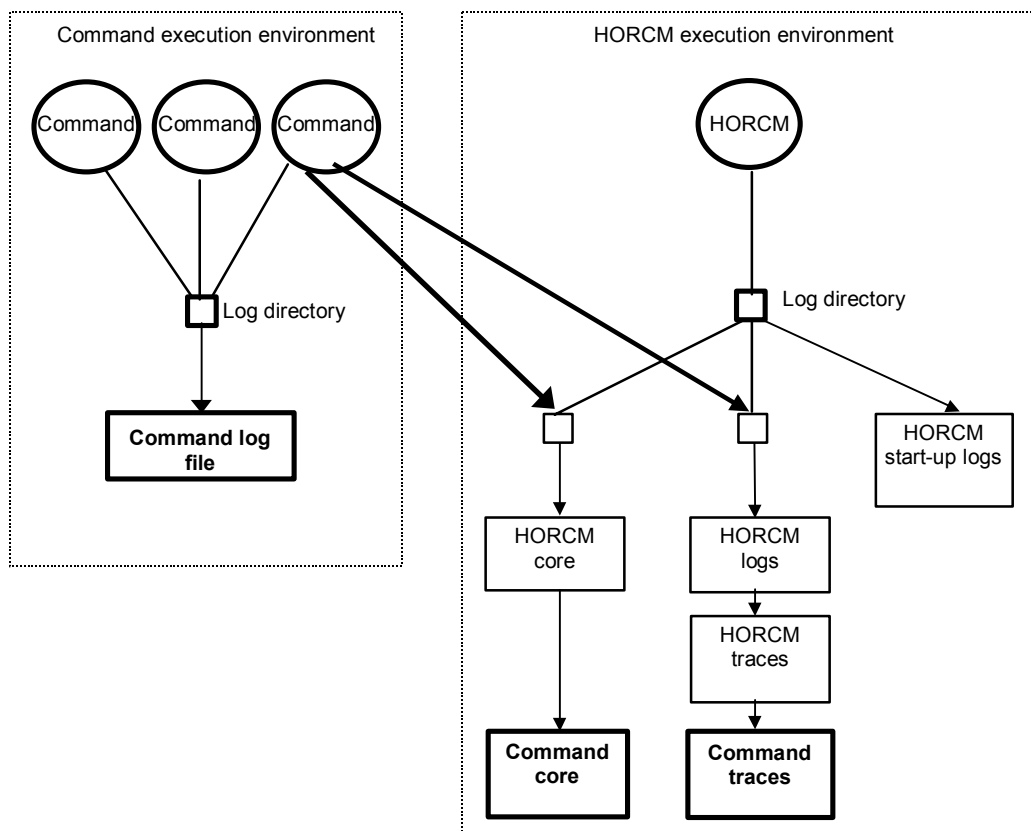 Command execution environment
HORCM execution environment
Command
Command
Command
HORCM
Log directory
Log directory
Command log
file
HORCM
start-up logs
HORCM
core
HORCM
logs
HORCM
traces
Command
core
Command
traces